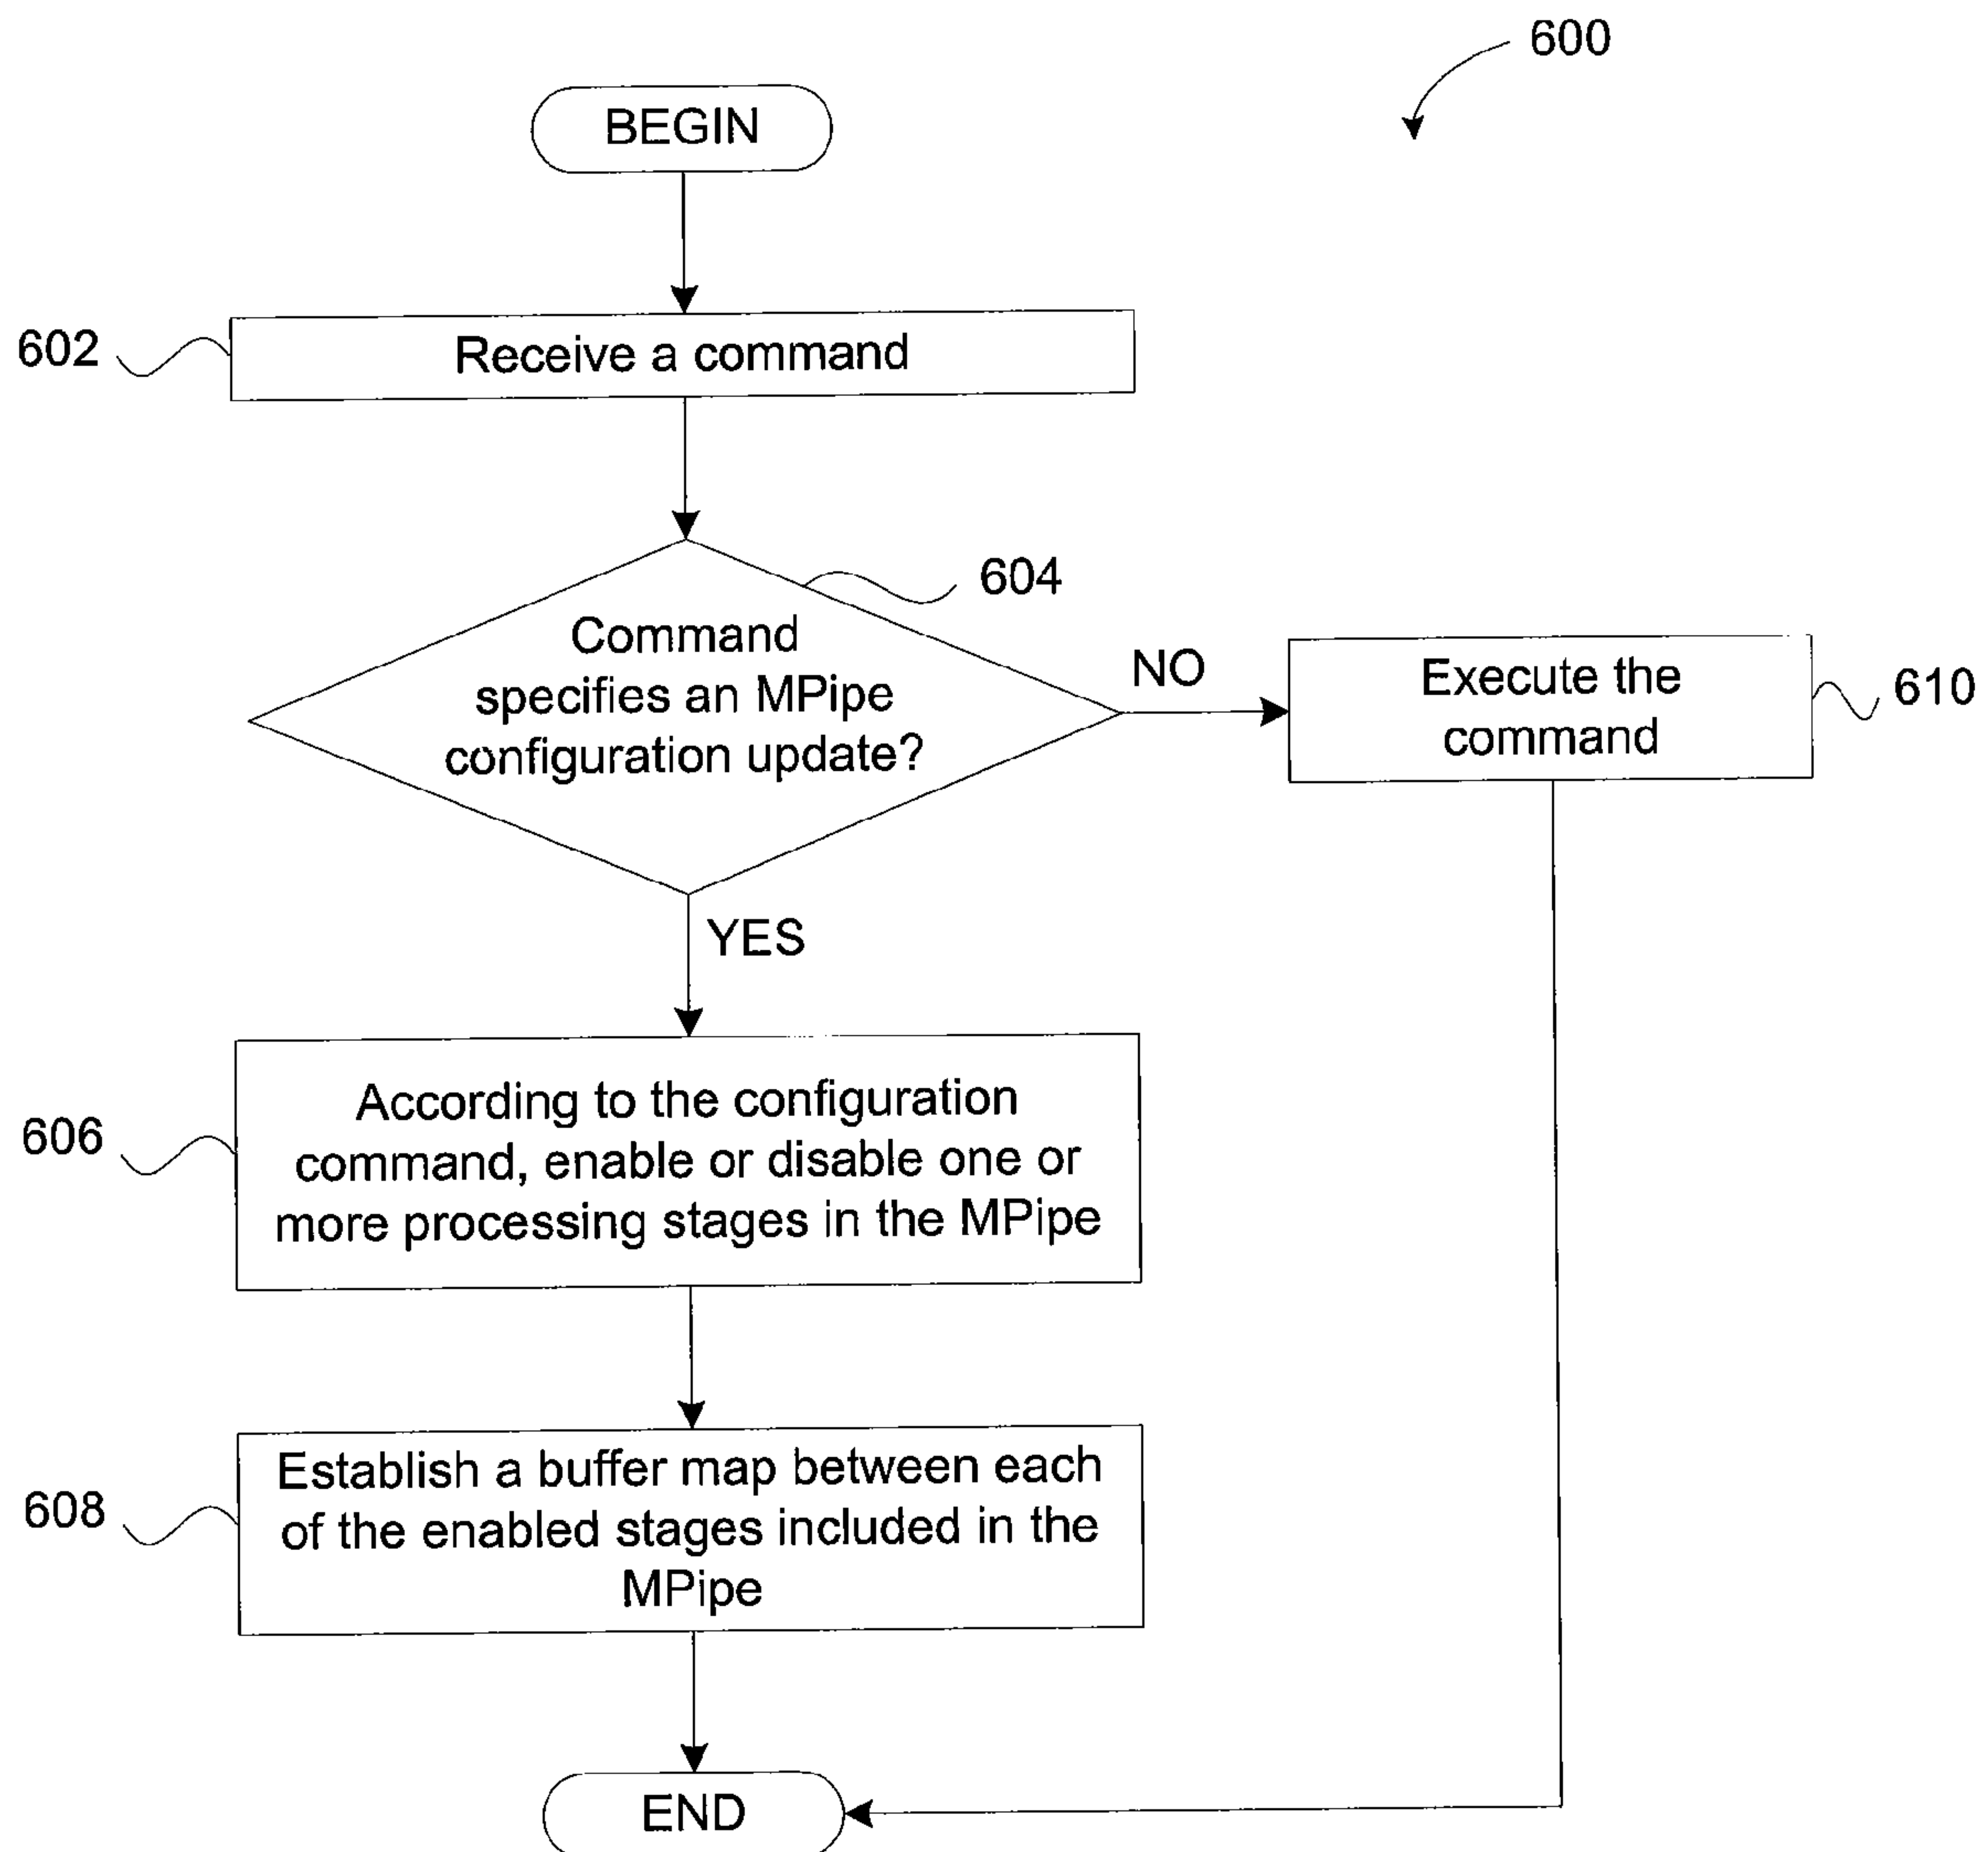 600
BEGIN
602
Receive a command
604
Command
specifies an MPipe
configuration update?
NO
Execute the
command
610
YES
606
According to the configuration
command, enable or disable one or
more processing stages in the MPipe
608
Establish a buffer map between each
of the enabled stages included in the
MPipe
END